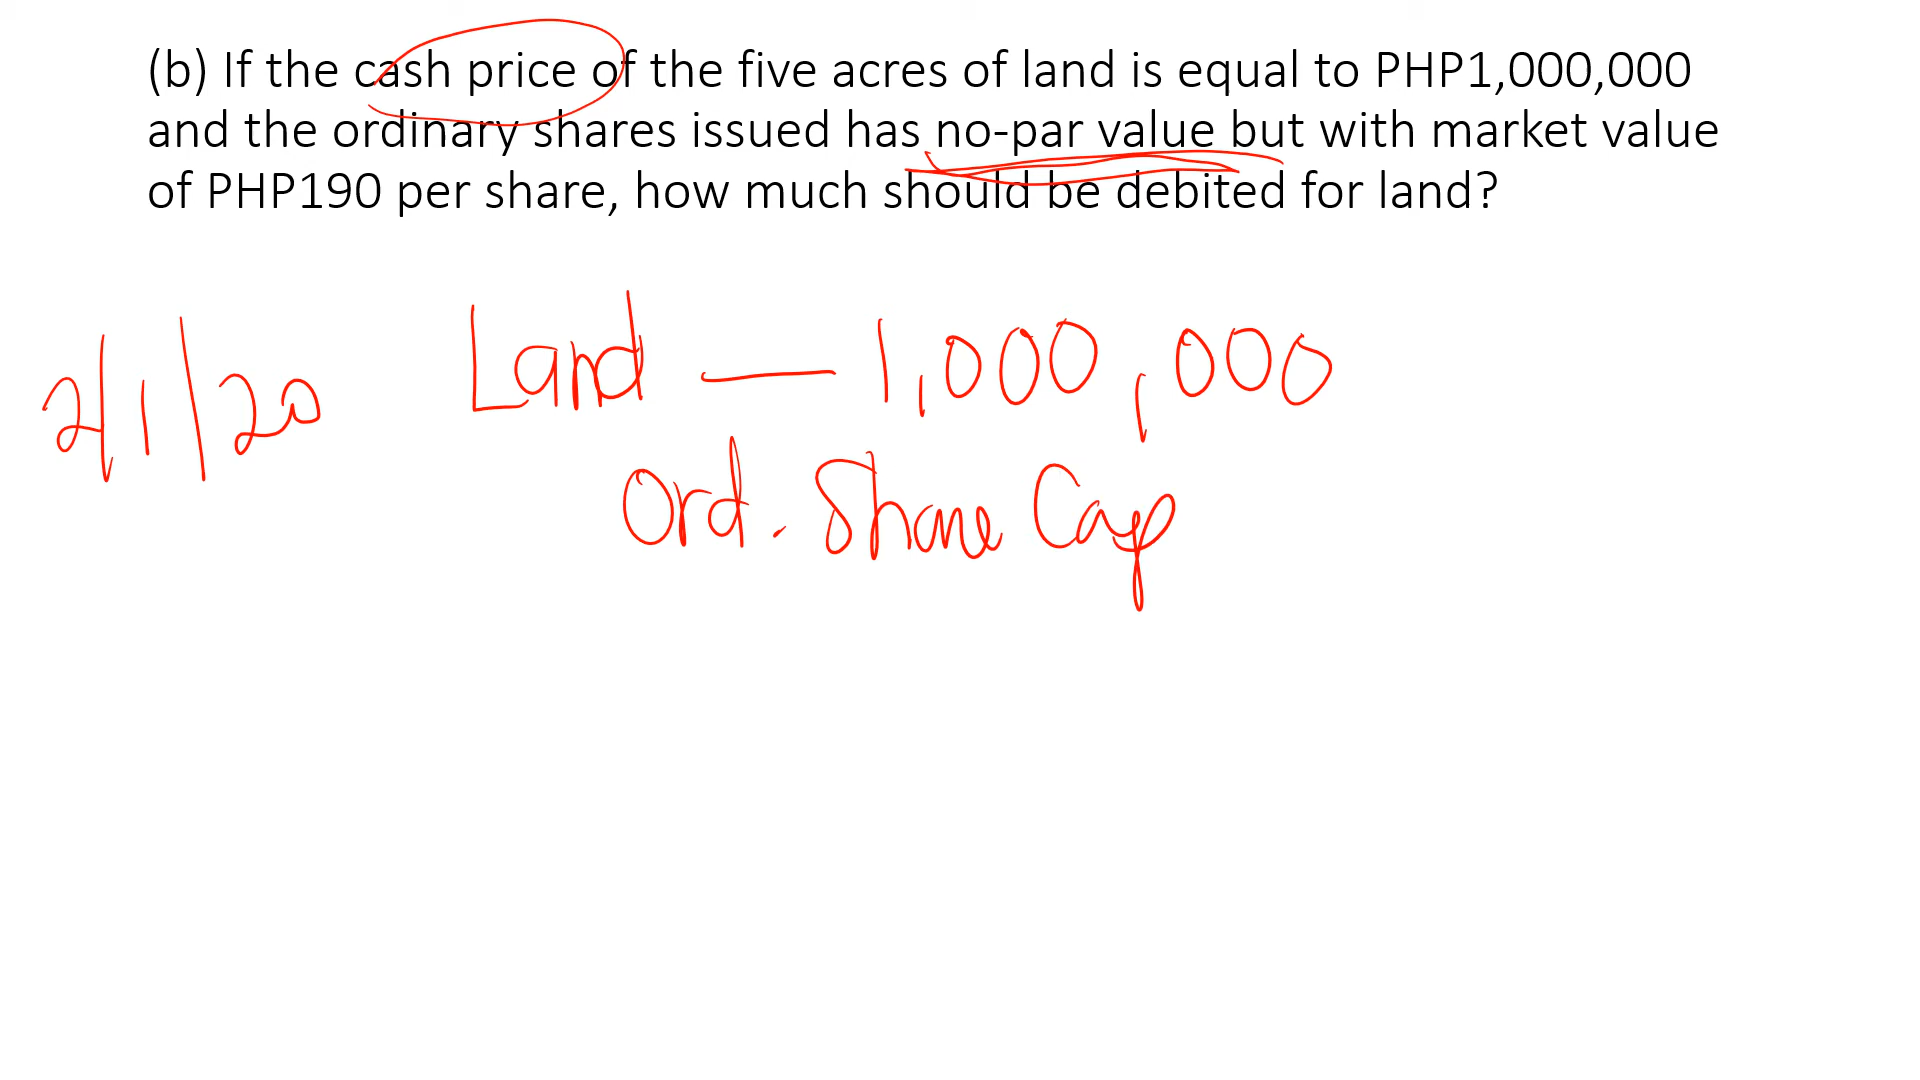 (b) If the cash price of the five acres of land is equal to PHP1,000,000
and the ordinary shares issued has no-par value but with market value
of PHP190 per share, how much should be debited for land?
2/1/20 Land — 1,000,000
Ord. Share Cap